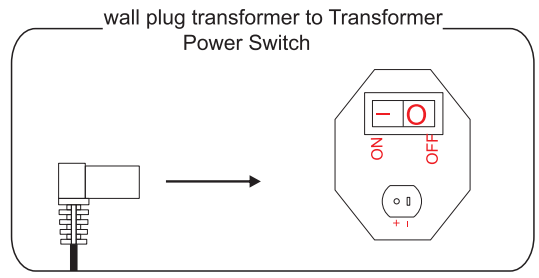 wall plug transformer to Transformer
Power Switch
— O
ON OFF
+ –